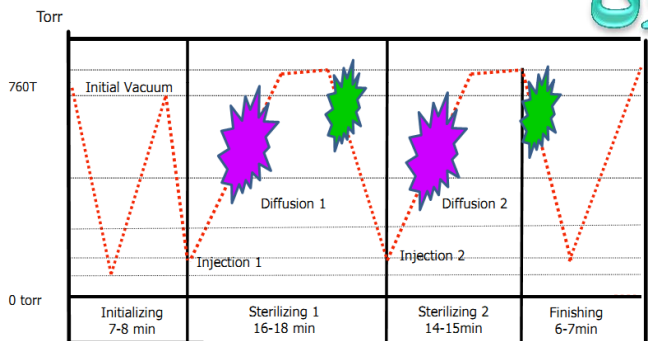 Torr
760T
Initial Vacuum
Diffusion 1
Diffusion 2
Injection 1
Injection 2
0 torr
Initializing
7-8 min
Sterilizing 1
16-18 min
Sterilizing 2
14-15min
Finishing
6-7min